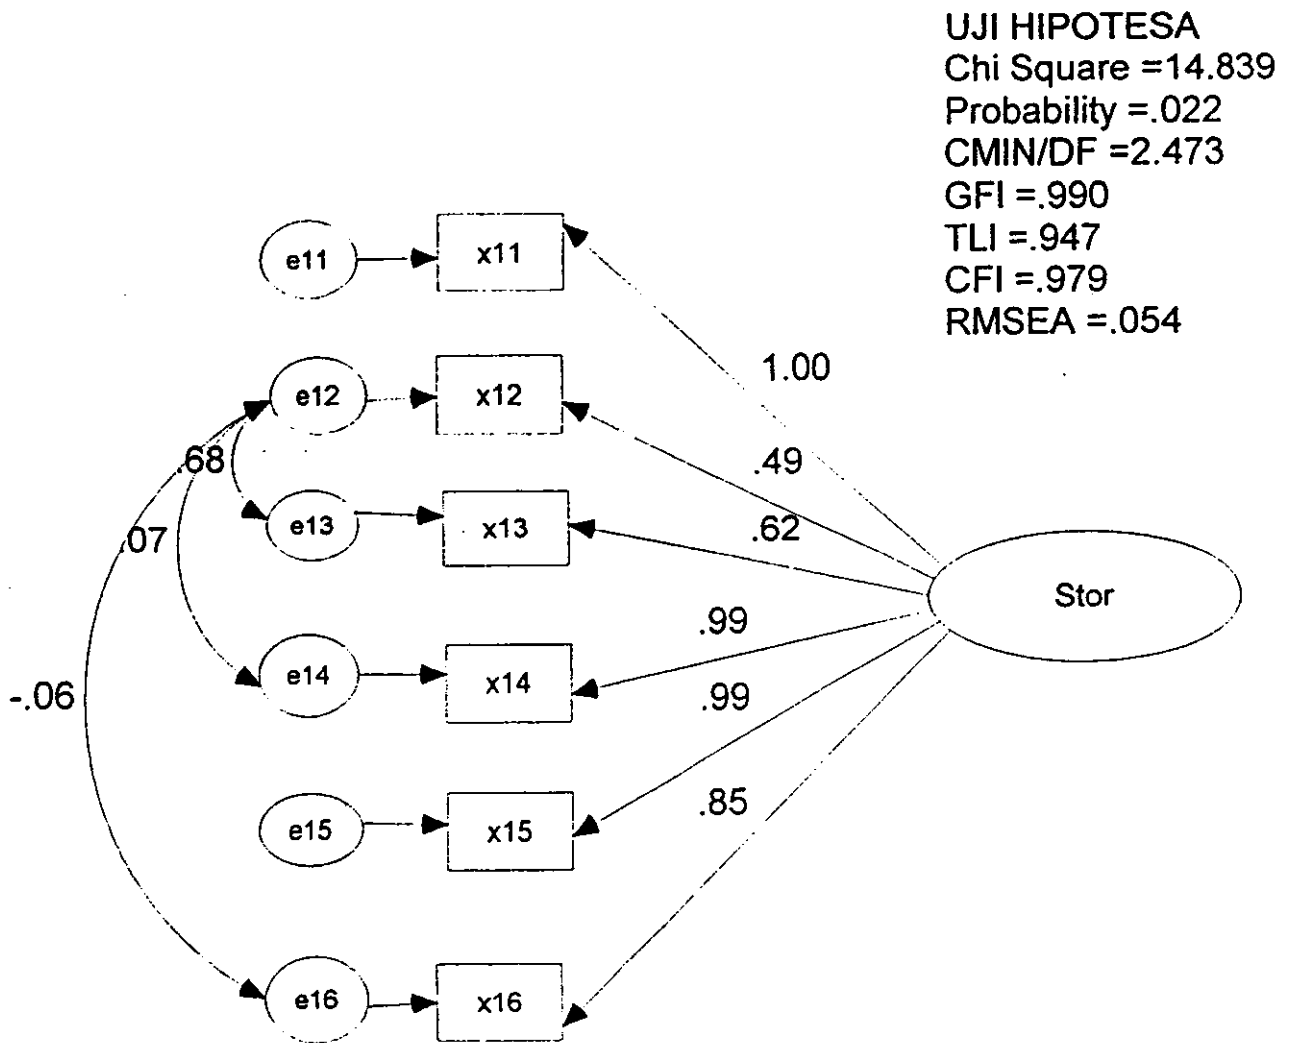 UJI HIPOTESA
Chi Square =14.839
Probability =.022
CMIN/DF =2.473
GFI =.990
TLI =.947
CFI =.979
RMSEA =.054
e11
x11
1.00
e12
x12
.49
.68
e13
x13
.62
.07
Stor
e14
x14
.99
-.06
.99
e15
x15
.85
e16
x16